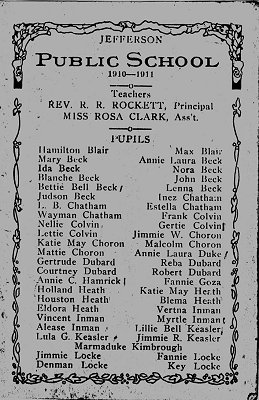 JEFFERSON
PUBLIC SCHOOL
1910—1911
Teachers
REV. R. R. ROCKETT, Principal
MISS ROSA CLARK, Ass't.
PUPILS
Hamilton Blair Max Blair
Mary Beck Annie Laura Beck
Ida Beck Nora Beck
Blanche Beck John Beck
Bettie Bell Beck Lenna Beck
Judson Beck Inez Chatham
L. B. Chatham Estella Chatham
Wayman Chatham Frank Colvin
Nellie Colvin Gertie Colvin
Lettie Colvin Jimmie W. Choron
Katie May Choron Malcolm Choron
Mattie Choron Annie Laura Duke
Gertrude Dubard Reba Dubard
Courtney Dubard Robert Dubard
Annie C. Hamrick Fannie Goza
Holland Heath Katie May Herth
Houston Heath Blema Heath
Eldora Heath Vertna Inman
Vincent Inman Myrtle Inman
Alease Inman Lillie Bell Keasler
Lula G. Keasler Jimmie R. Keasler
Marmaduke Kimbrough
Jimmie Locke Fannie Locke
Denman Locke Key Locke